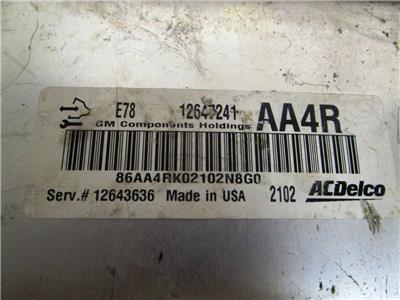 E78 12647241 AA4R
GM Components Holdings
86AA4RK02102N8G0
Serv.# 12643636 Made in USA 2102 ACDelco